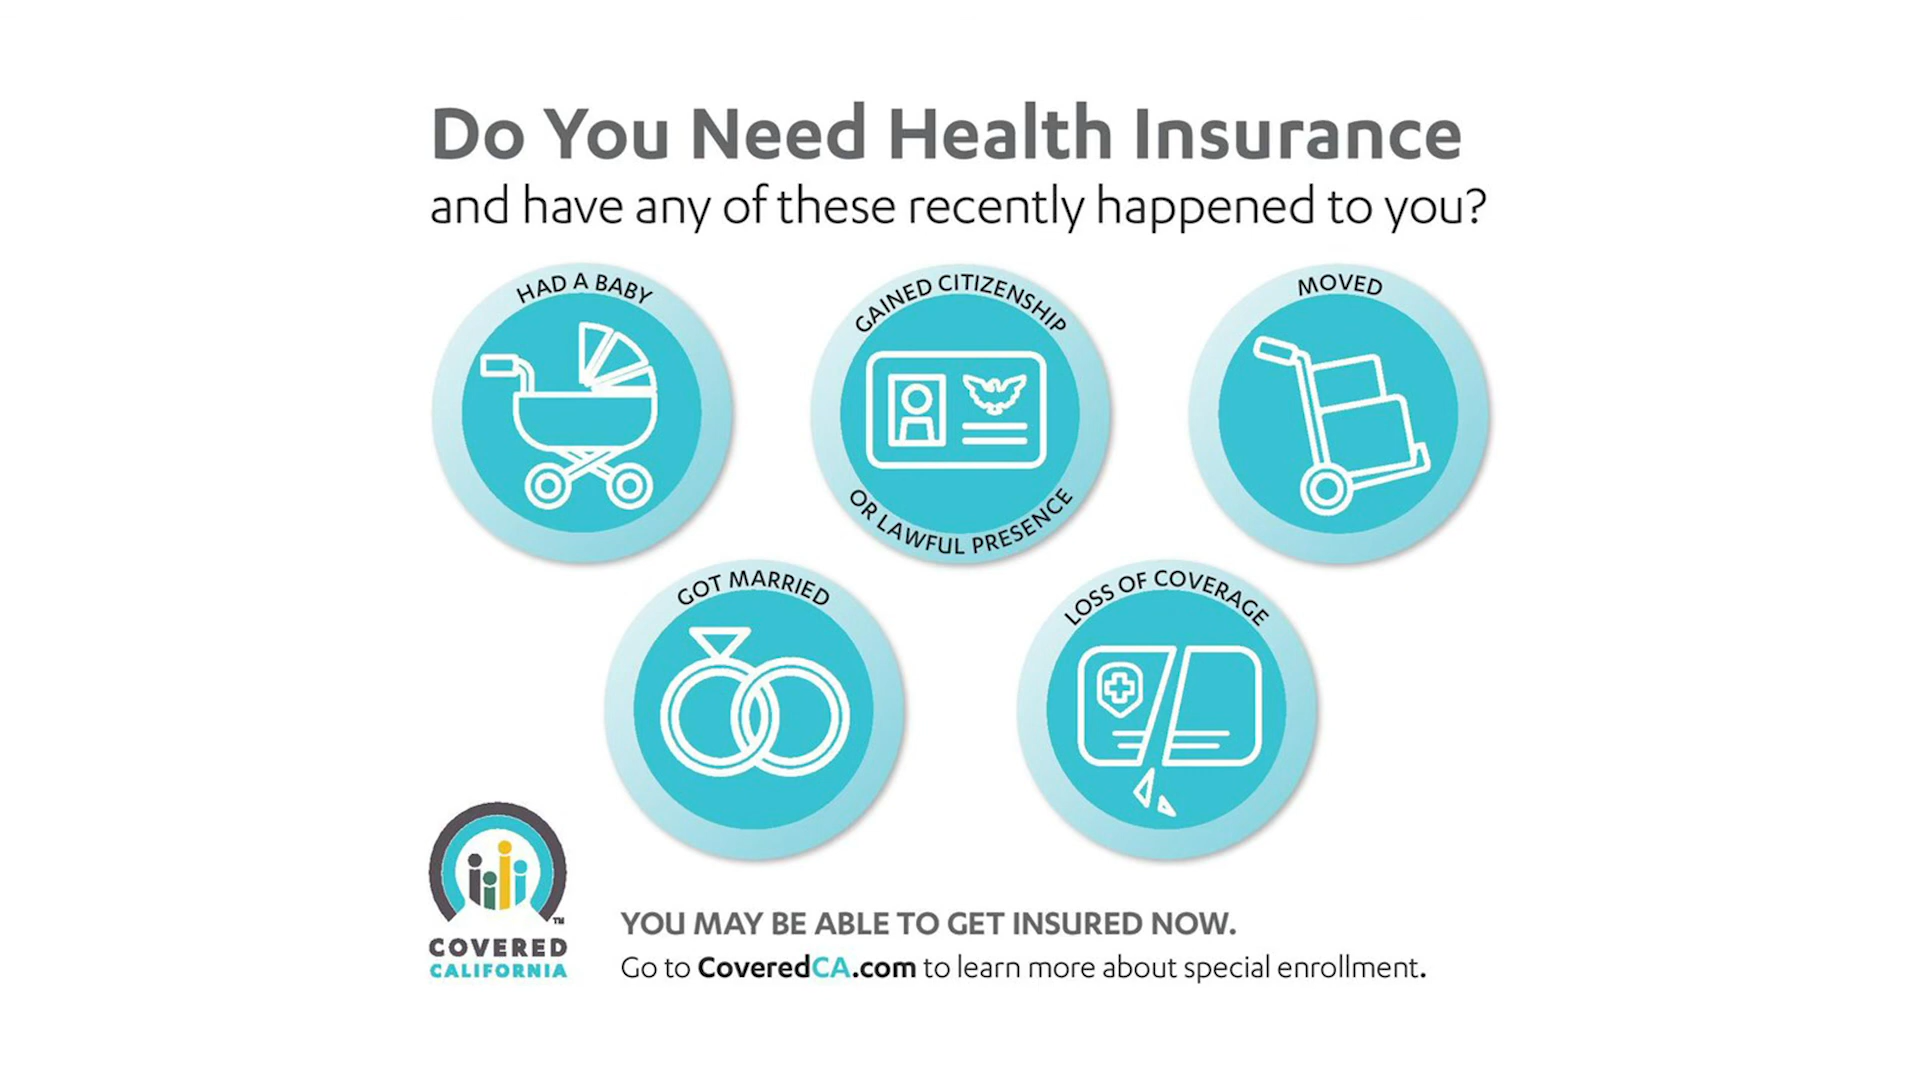 Do You Need Health Insurance
and have any of these recently happened to you?
HAD A BABY
GAINED CITIZENSHIP
OR LAWFUL PRESENCE
MOVED
GOT MARRIED
LOSS OF COVERAGE
TM
COVERED
CALIFORNIA
YOU MAY BE ABLE TO GET INSURED NOW.
Go to CoveredCA.com to learn more about special enrollment.